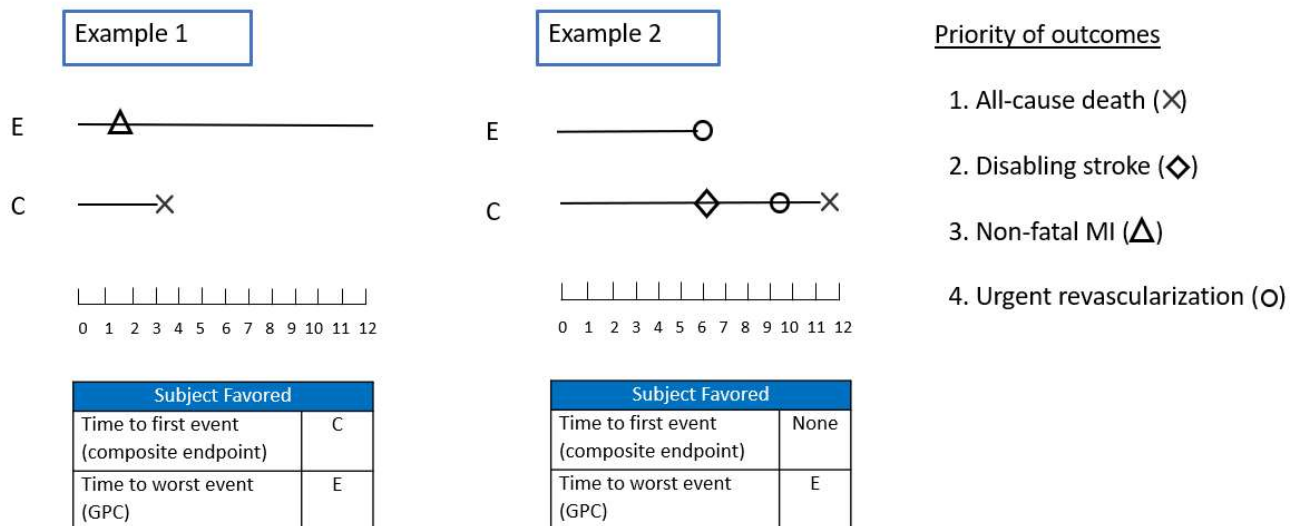 Example 1
E
C
0 1 2 3 4 5 6 7 8 9 10 11 12
Subject Favored
Time to first event
(composite endpoint)
C
Time to worst event
(GPC)
E
Example 2
E
C
0 1 2 3 4 5 6 7 8 9 10 11 12
Subject Favored
Time to first event
(composite endpoint)
None
Time to worst event
(GPC)
E
Priority of outcomes
1. All-cause death (×)
2. Disabling stroke (◇)
3. Non-fatal MI (△)
4. Urgent revascularization (○)